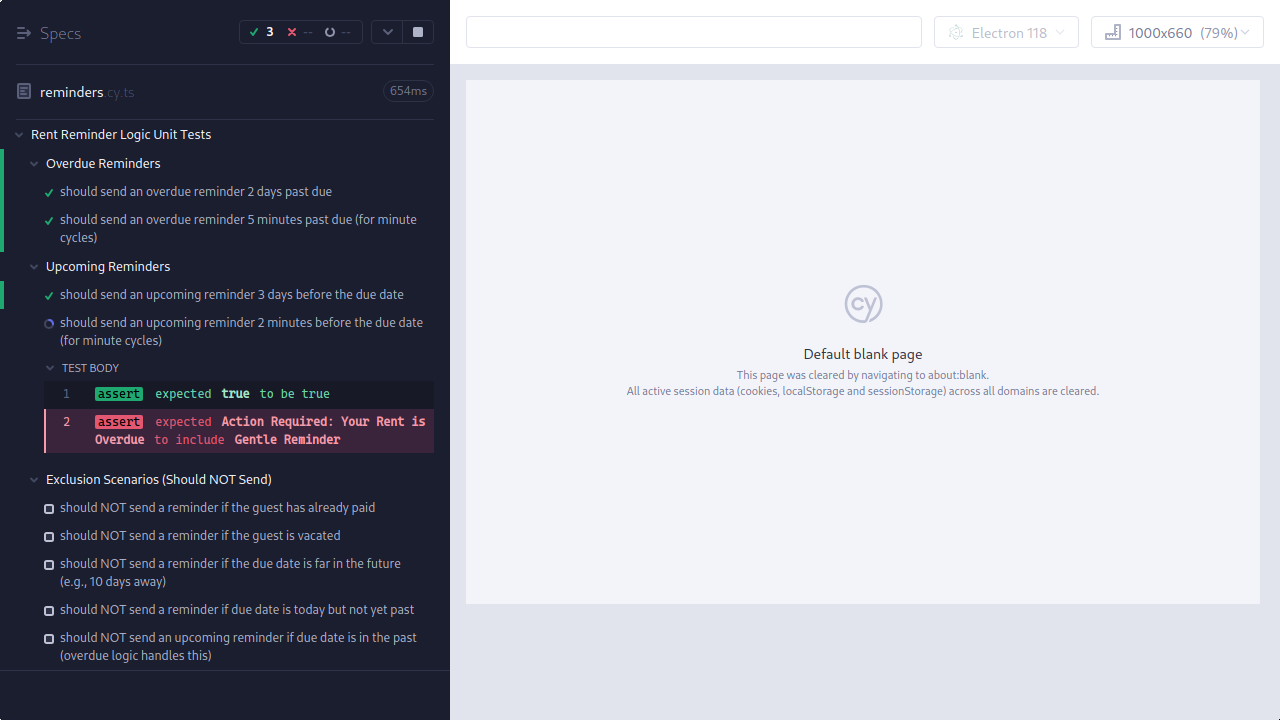 Specs
3 -- --
reminders.cy.ts
654ms
Rent Reminder Logic Unit Tests
Overdue Reminders
should send an overdue reminder 2 days past due
should send an overdue reminder 5 minutes past due (for minute
cycles)
Upcoming Reminders
should send an upcoming reminder 3 days before the due date
should send an upcoming reminder 2 minutes before the due date
(for minute cycles)
TEST BODY
1 assert expected true to be true
2 assert expected Action Required: Your Rent is
Overdue to include Gentle Reminder
Exclusion Scenarios (Should NOT Send)
should NOT send a reminder if the guest has already paid
should NOT send a reminder if the guest is vacated
should NOT send a reminder if the due date is far in the future
(e.g., 10 days away)
should NOT send a reminder if due date is today but not yet past
should NOT send an upcoming reminder if due date is in the past
(overdue logic handles this)
Electron 118
1000x660 (79%)
cy
Default blank page
This page was cleared by navigating to about:blank.
All active session data (cookies, localStorage and sessionStorage) across all domains are cleared.